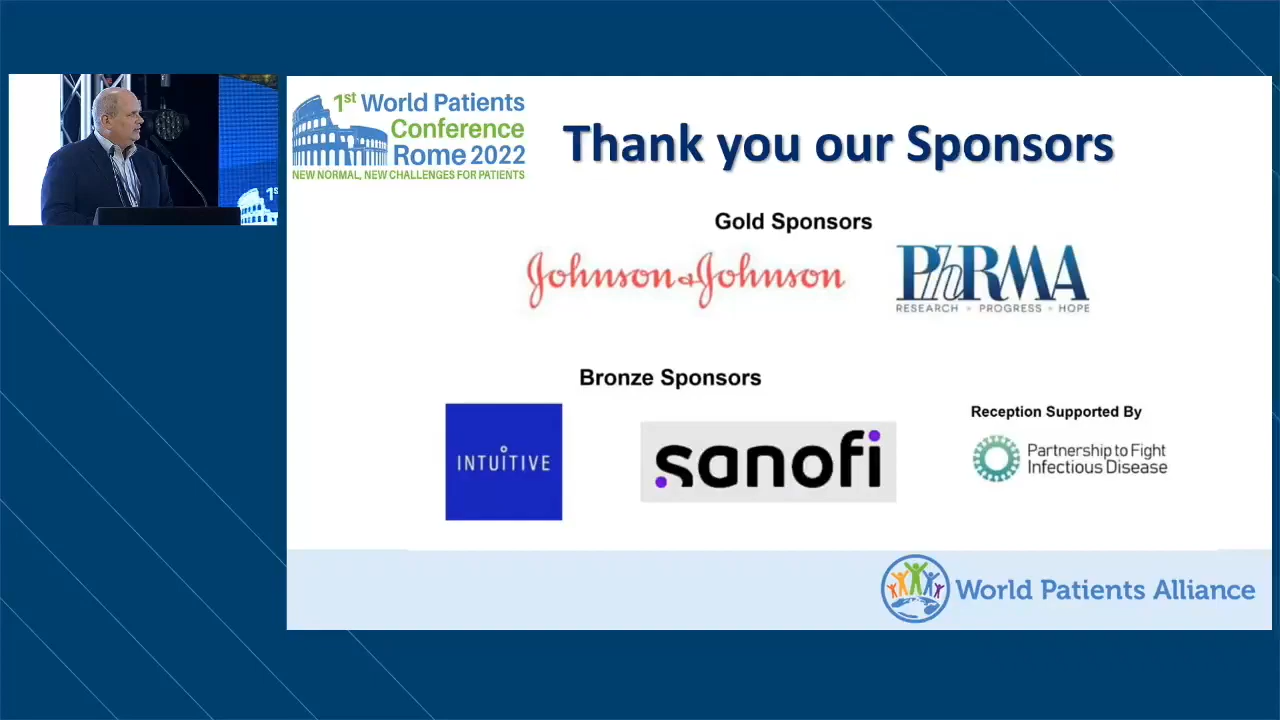 1st World Patients
Conference
Rome 2022
NEW NORMAL, NEW CHALLENGES FOR PATIENTS
Thank you our Sponsors
Gold Sponsors
Johnson & Johnson
PhRMA
RESEARCH • PROGRESS • HOPE
Bronze Sponsors
INTUITIVE
sanofi
Reception Supported By
Partnership to Fight
Infectious Disease
World Patients Alliance
1st